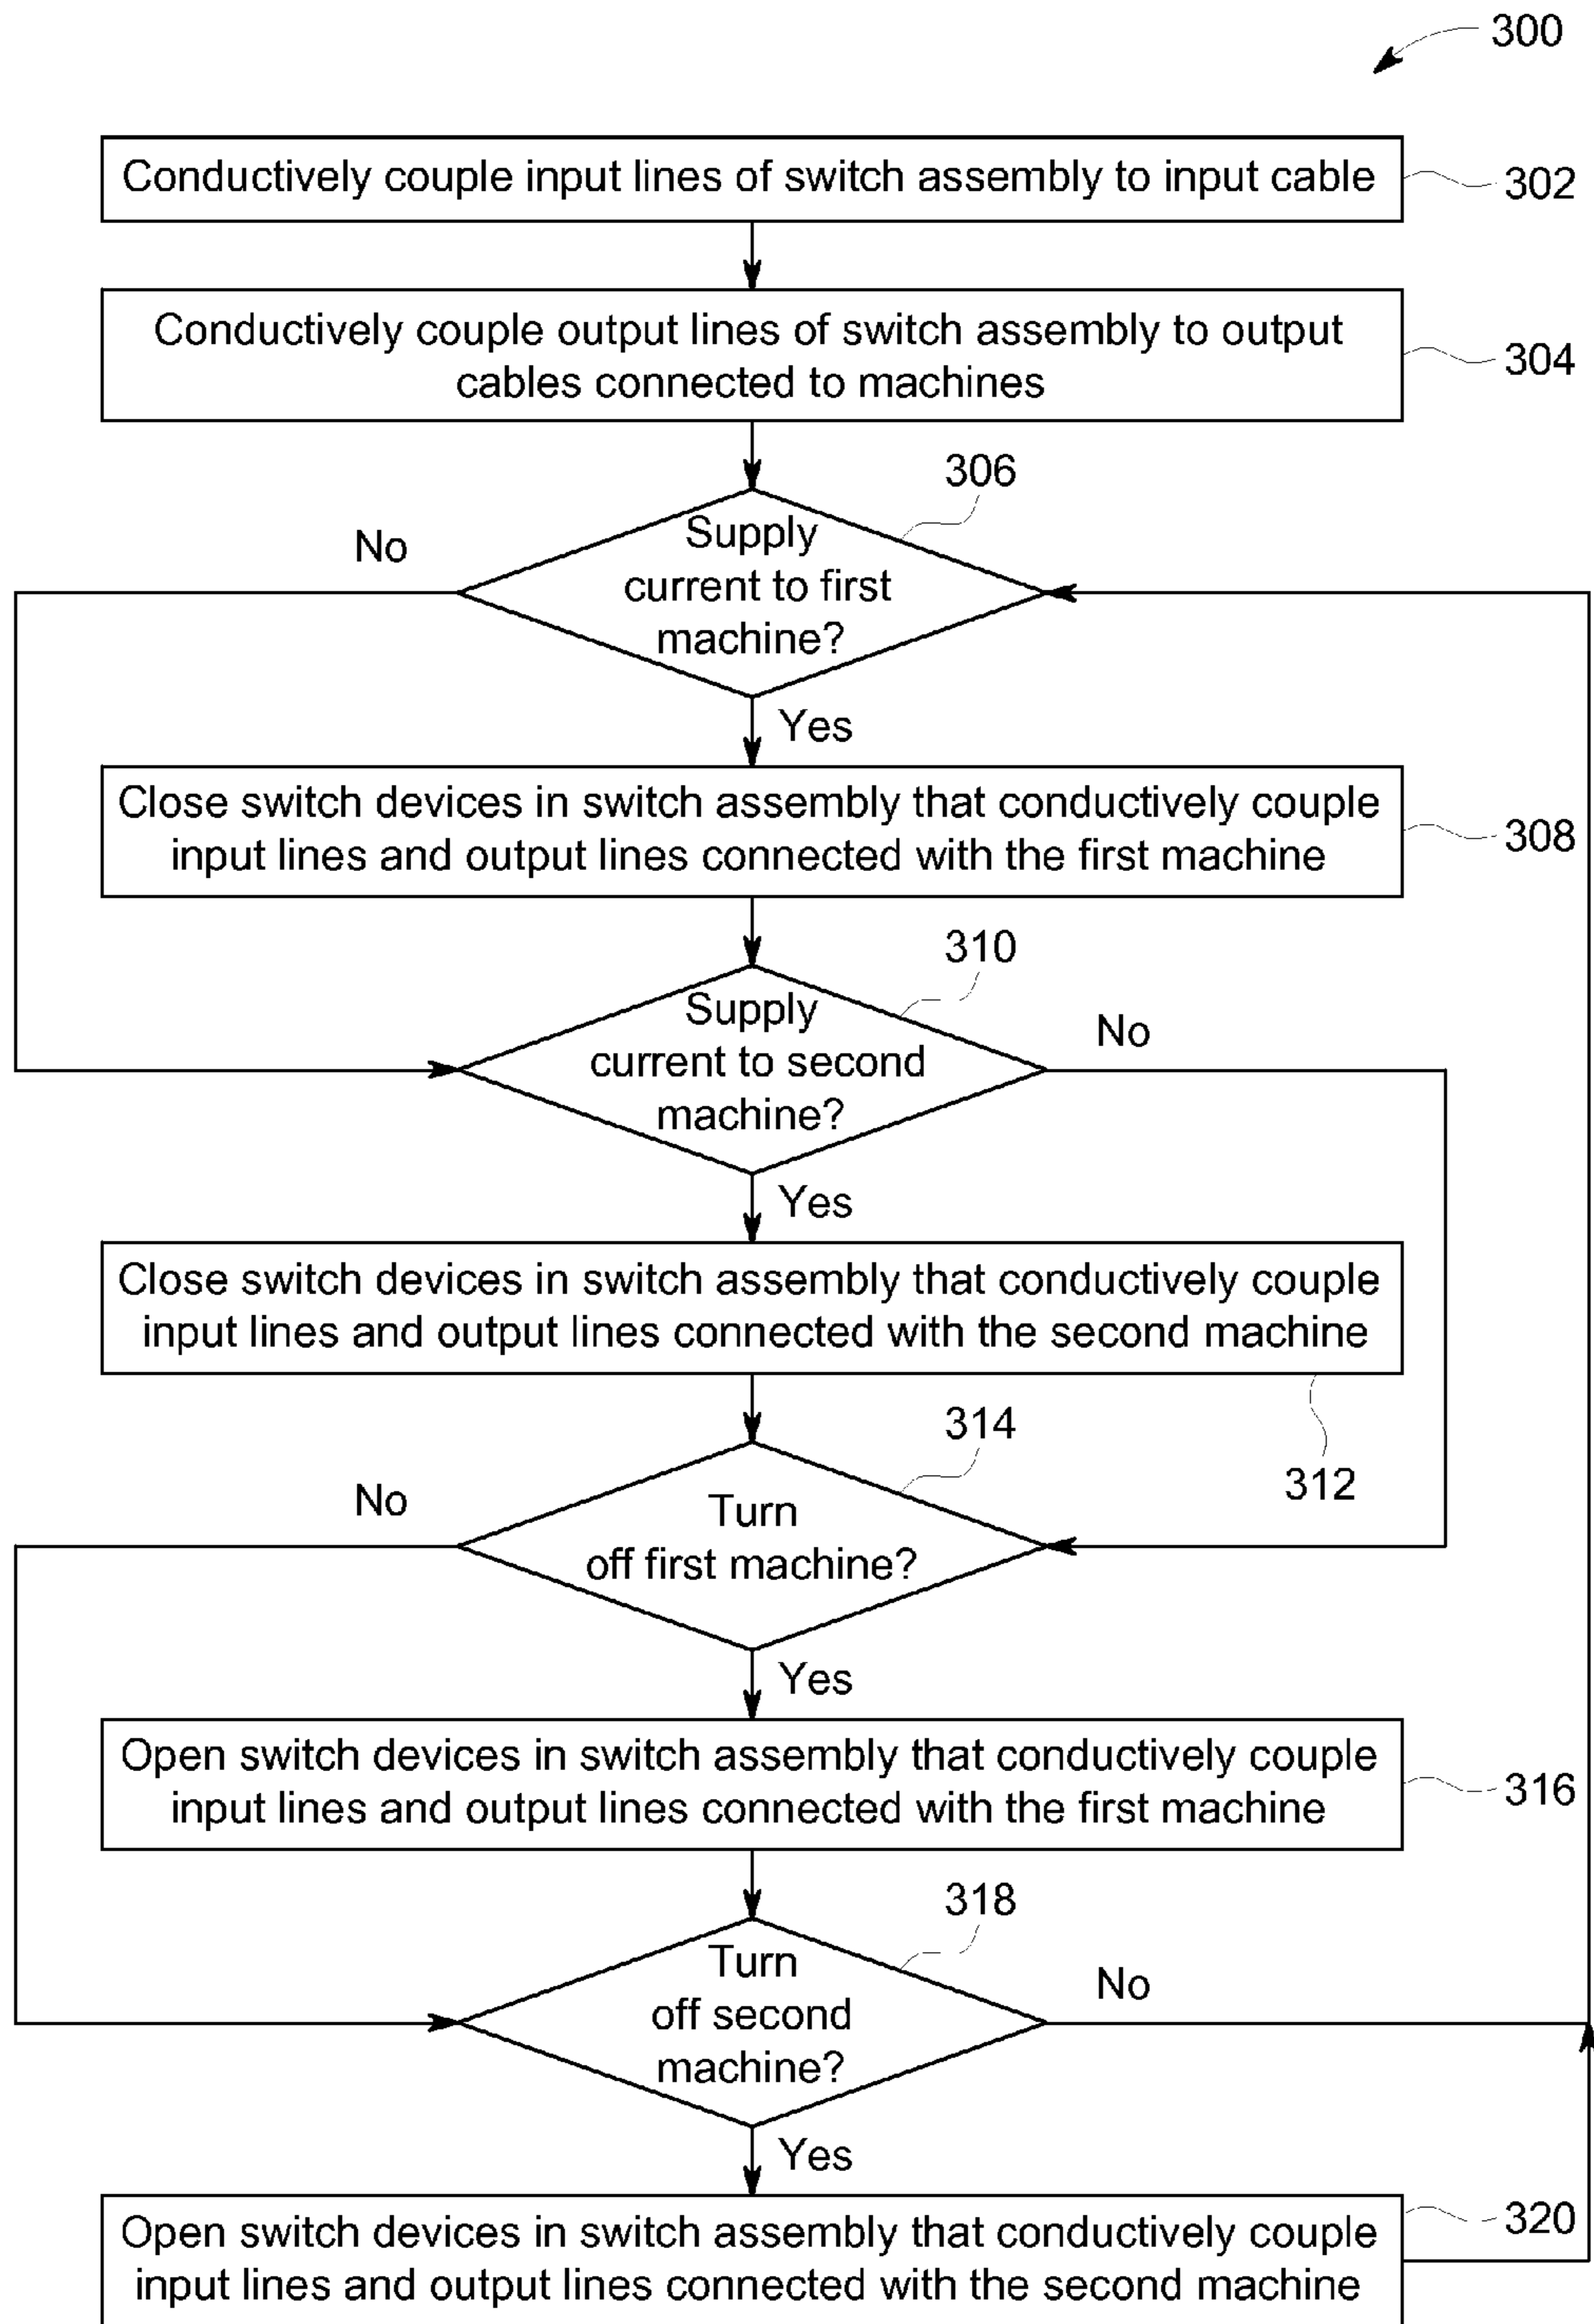 300
Conductively couple input lines of switch assembly to input cable
302
Conductively couple output lines of switch assembly to output
cables connected to machines
304
306
No
Supply
current to first
machine?
Yes
Close switch devices in switch assembly that conductively couple
input lines and output lines connected with the first machine
308
310
Supply
current to second
machine?
No
Yes
Close switch devices in switch assembly that conductively couple
input lines and output lines connected with the second machine
312
314
No
Turn
off first machine?
Yes
Open switch devices in switch assembly that conductively couple
input lines and output lines connected with the first machine
316
318
Turn
off second
machine?
No
Yes
Open switch devices in switch assembly that conductively couple
input lines and output lines connected with the second machine
320